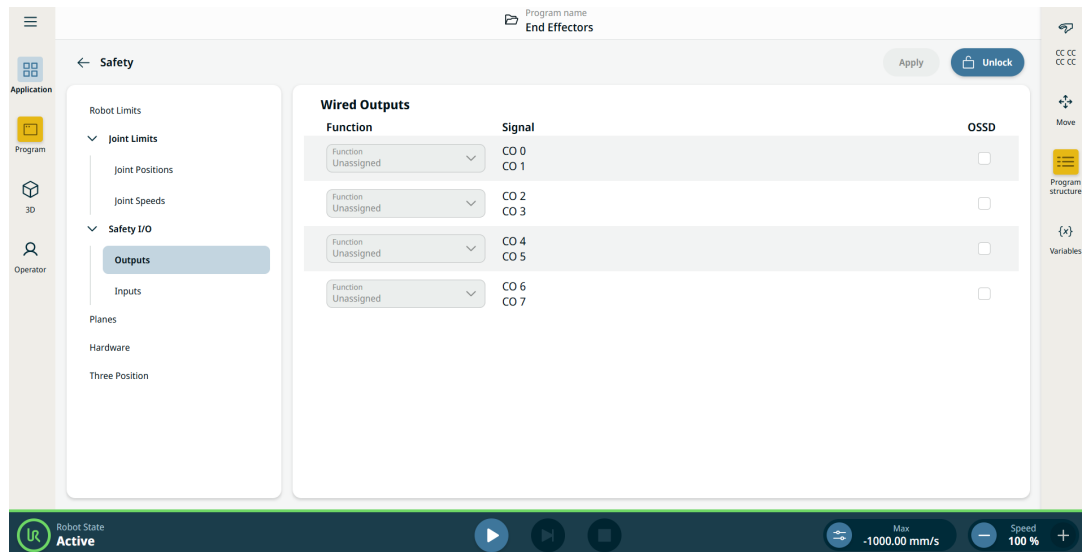 Program name
End Effectors
Safety
Apply
Unlock
CC CC
CC CC
Application
Program
3D
Operator
Robot Limits
Joint Limits
Joint Positions
Joint Speeds
Safety I/O
Outputs
Inputs
Planes
Hardware
Three Position
Wired Outputs
Function Signal OSSD
Function
Unassigned
CO 0
CO 1
Function
Unassigned
CO 2
CO 3
Function
Unassigned
CO 4
CO 5
Function
Unassigned
CO 6
CO 7
Move
Program
structure
{x}
Variables
UR
Robot State
Active
Max
-1000.00 mm/s
Speed
100 %